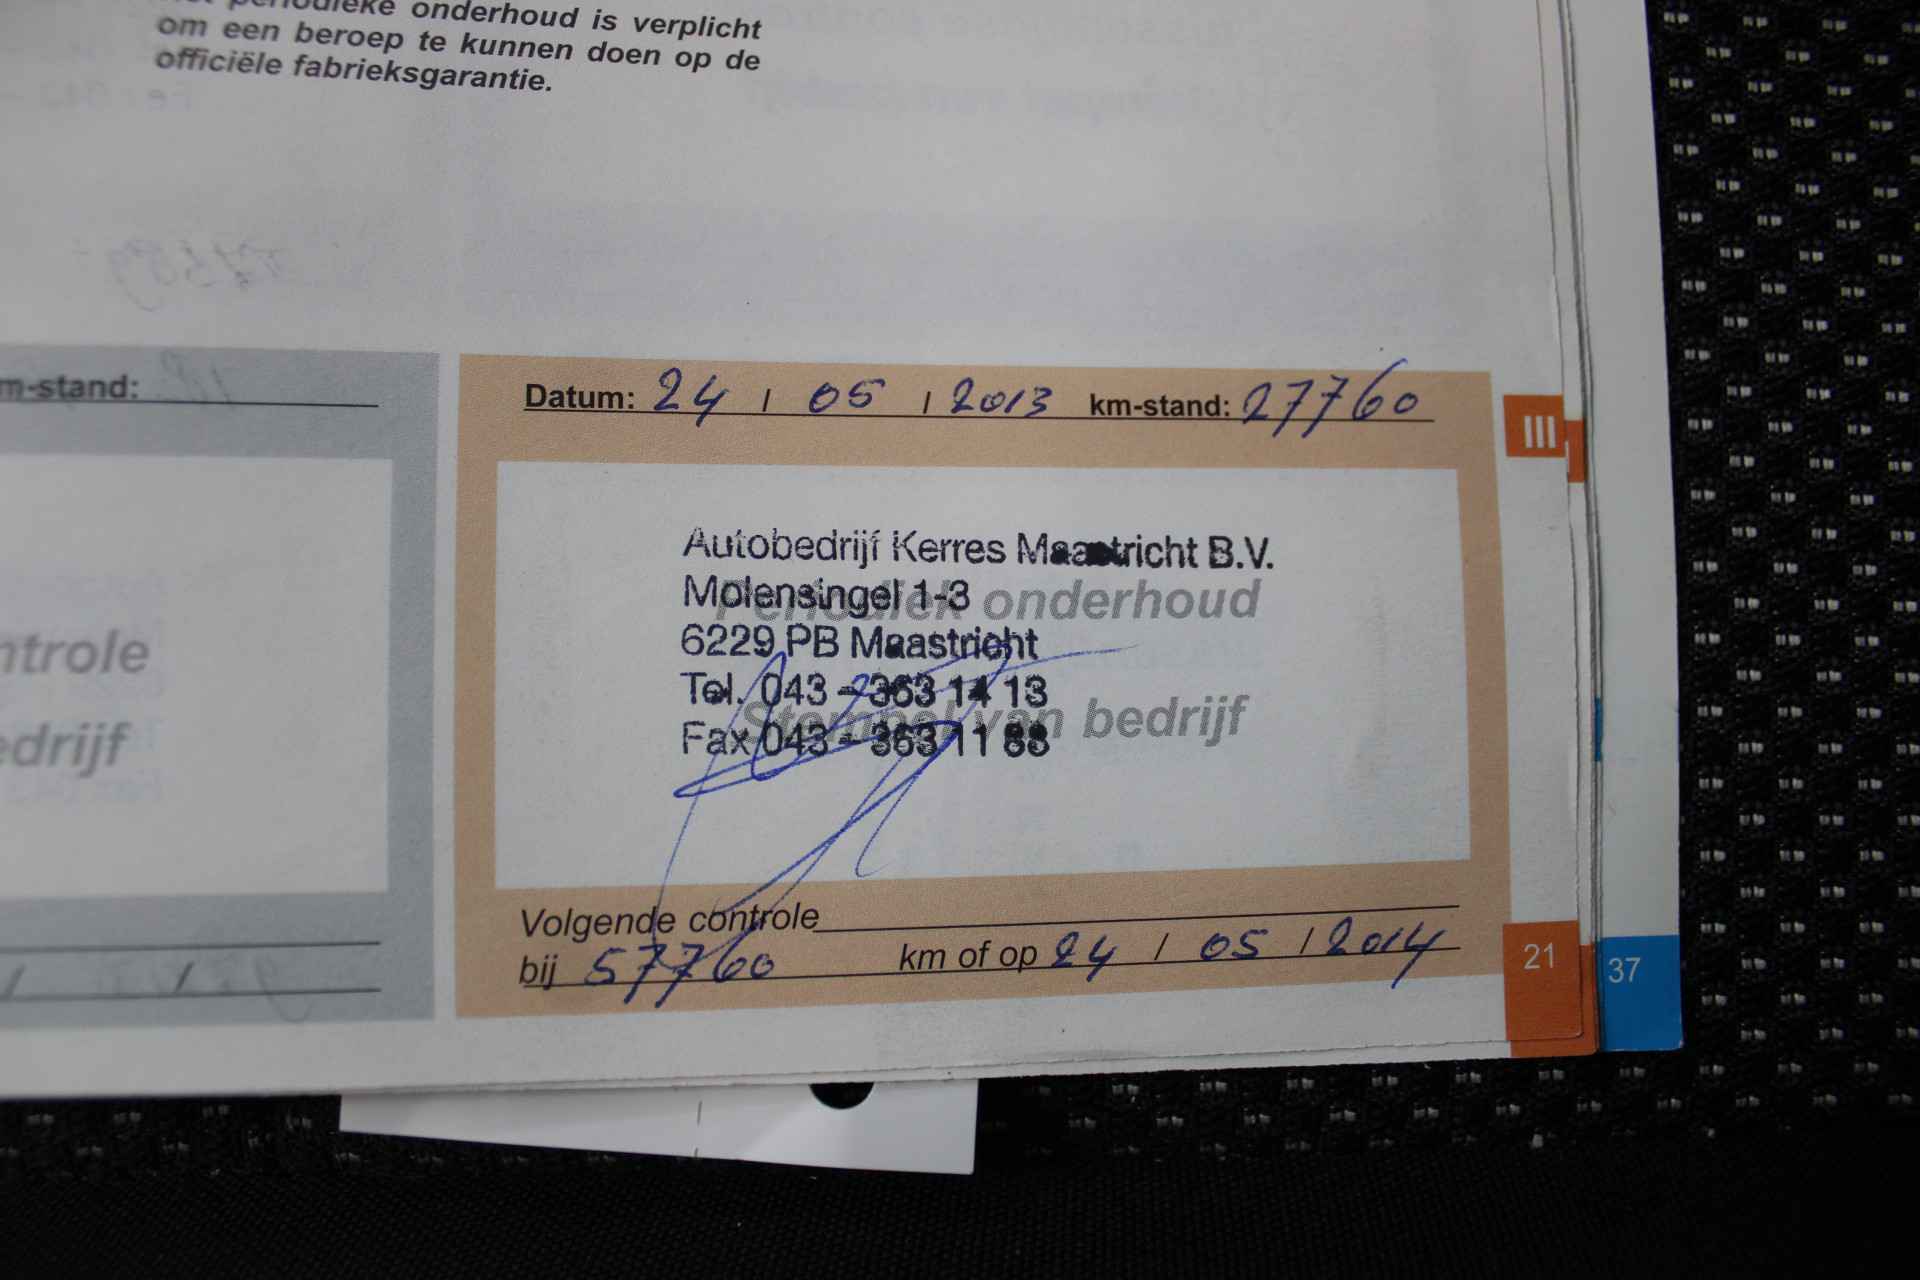 periodieke onderhoud is verplicht
om een beroep te kunnen doen op de
officiële fabrieksgarantie.
m-stand:
ntrole
edrijf
Datum: 24 / 05 / 2013 km-stand: 27760
III
Autobedrijf Kerres Maastricht B.V.
Molensingel 1-3
6229 PB Maastricht
Tel. 043 - 363 14 13
Fax 043 - 363 11 88
Periodiek onderhoud
Stempel van bedrijf
Volgende controle
bij 57760 km of op 24 / 05 / 2014
21
37